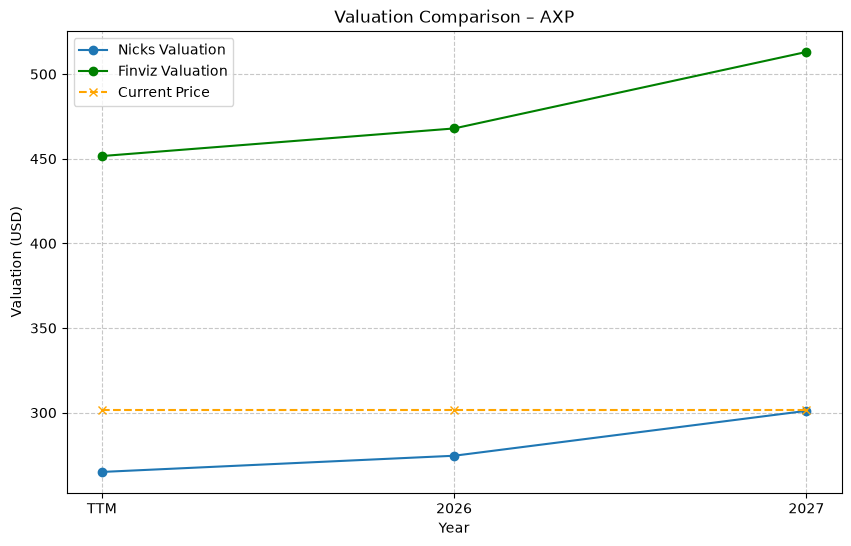 Valuation Comparison – AXP
Nicks Valuation
Finviz Valuation
Current Price
Valuation (USD)
500
450
400
350
300
TTM
2026
2027
Year